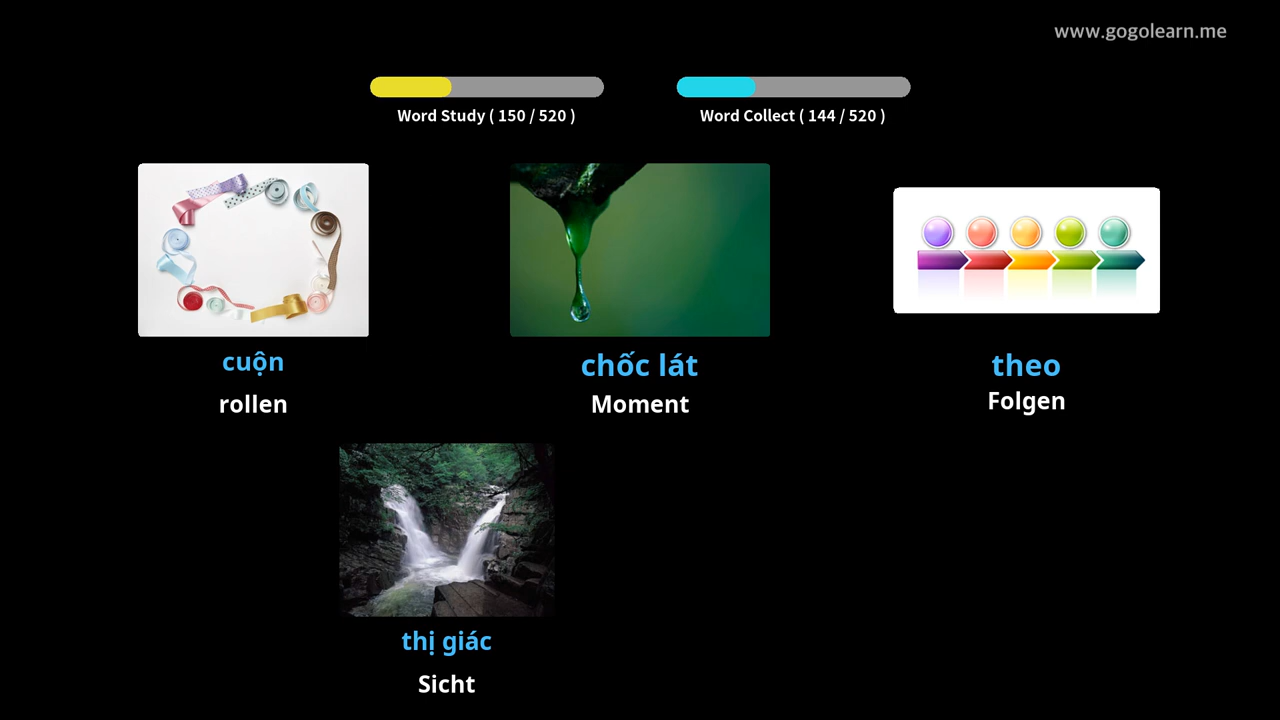 www.gogolearn.me
Word Study ( 150 / 520 )
Word Collect ( 144 / 520 )
cuộn
rollen
chốc lát
Moment
theo
Folgen
thị giác
Sicht